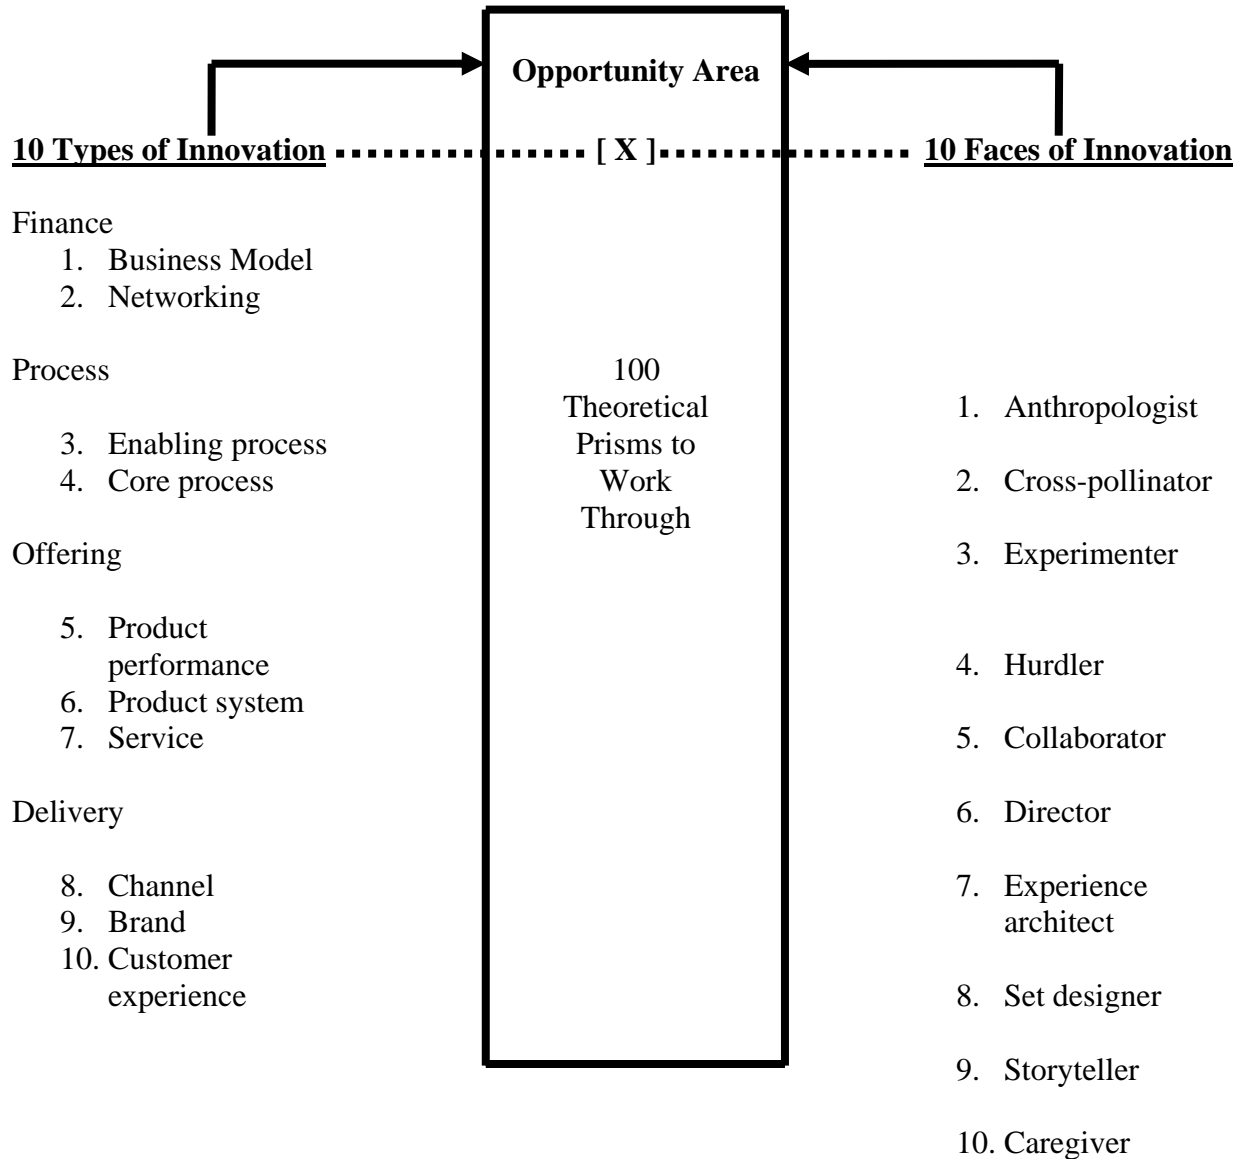 Opportunity Area
10 Types of Innovation [ X ] 10 Faces of Innovation
Finance
1. Business Model
2. Networking
Process
3. Enabling process
4. Core process
Offering
5. Product
performance
6. Product system
7. Service
Delivery
8. Channel
9. Brand
10. Customer
experience
100
Theoretical
Prisms to
Work
Through
1. Anthropologist
2. Cross-pollinator
3. Experimenter
4. Hurdler
5. Collaborator
6. Director
7. Experience
architect
8. Set designer
9. Storyteller
10. Caregiver